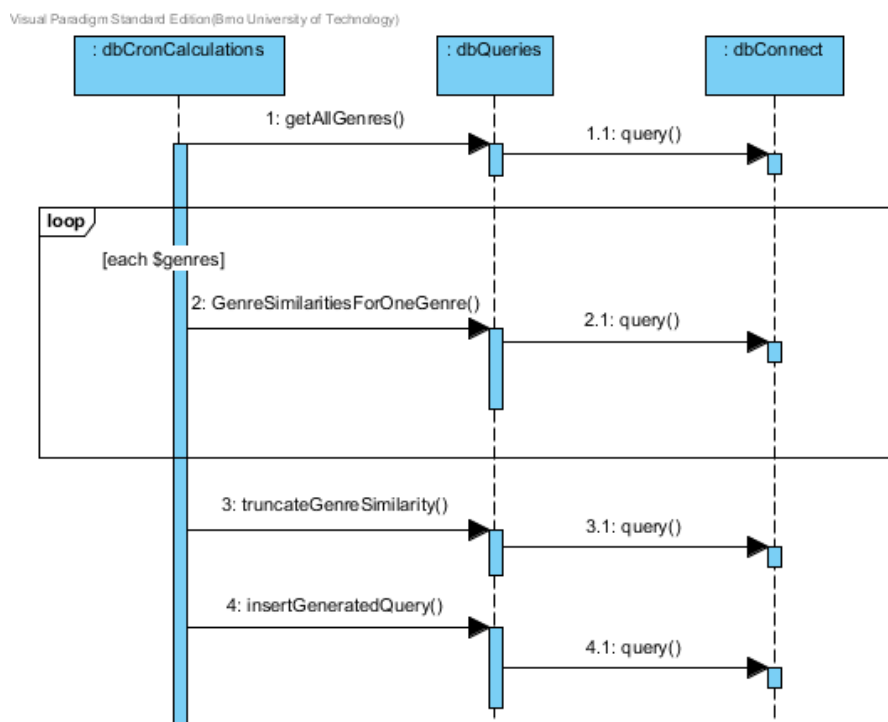 Visual Paradigm Standard Edition(Brno University of Technology)
: dbCronCalculations
: dbQueries
: dbConnect
1: getAllGenres()
1.1: query()
loop
[each $genres]
2: GenreSimilaritiesForOneGenre()
2.1: query()
3: truncateGenreSimilarity()
3.1: query()
4: insertGeneratedQuery()
4.1: query()